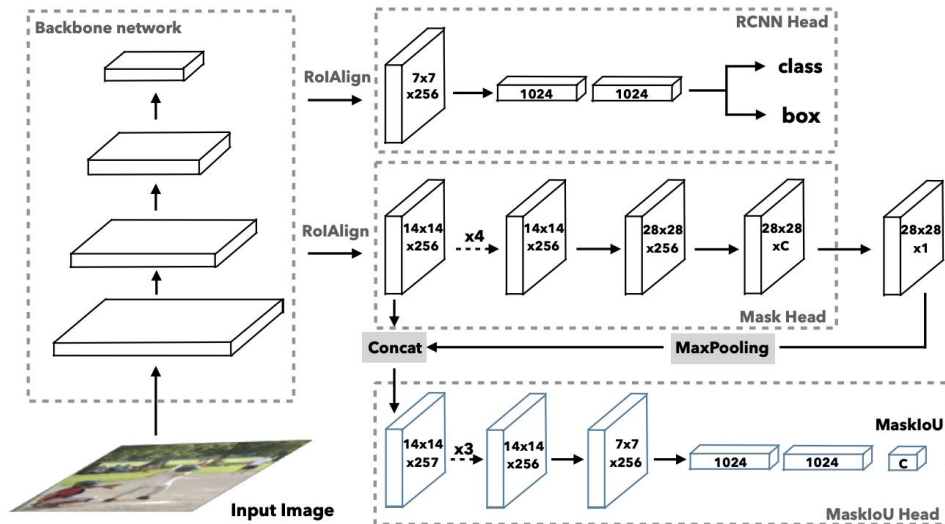 Backbone network
RCNN Head
RoIAlign
7x7
x256
1024
1024
class
box
RoIAlign
14x14
x256
x4
14x14
x256
28x28
x256
28x28
xC
28x28
x1
Mask Head
Concat
MaxPooling
14x14
x257
x3
14x14
x256
7x7
x256
1024
1024
C
MaskIoU
MaskIoU Head
Input Image